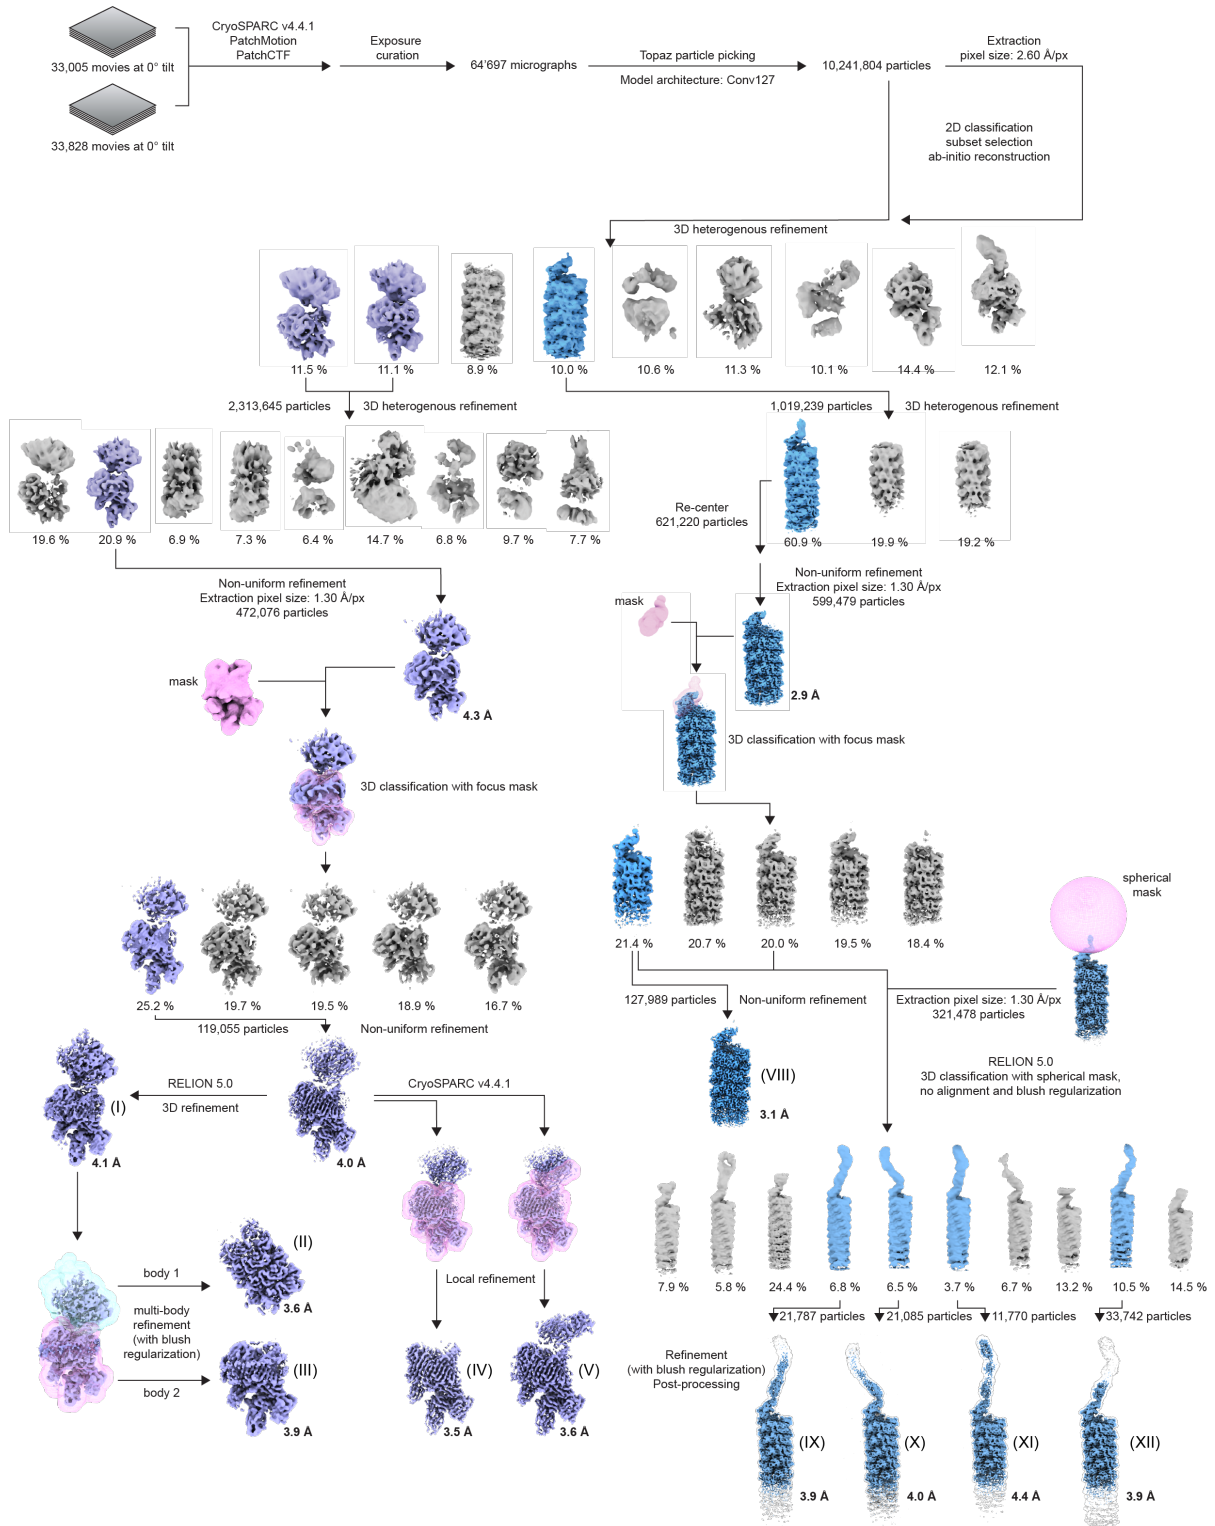 CryoSPARC v4.4.1
PatchMotion
PatchCTF
Exposure
curation
64'697 micrographs
Topaz particle picking
Model architecture: Conv127
10,241,804 particles
Extraction
pixel size: 2.60 Å/px
33,005 movies at 0° tilt
33,828 movies at 0° tilt
2D classification
subset selection
ab-initio reconstruction
3D heterogenous refinement
11.5 %
11.1 %
8.9 %
10.0 %
10.6 %
11.3 %
10.1 %
14.4 %
12.1 %
2,313,645 particles
3D heterogenous refinement
1,019,239 particles
3D heterogenous refinement
19.6 %
20.9 %
6.9 %
7.3 %
6.4 %
14.7 %
6.8 %
9.7 %
7.7 %
Re-center
621,220 particles
60.9 %
19.9 %
19.2 %
Non-uniform refinement
Extraction pixel size: 1.30 Å/px
472,076 particles
Non-uniform refinement
Extraction pixel size: 1.30 Å/px
599,479 particles
mask
mask
4.3 Å
2.9 Å
3D classification with focus mask
3D classification with focus mask
spherical
mask
25.2 %
19.7 %
19.5 %
18.9 %
16.7 %
21.4 %
20.7 %
20.0 %
19.5 %
18.4 %
119,055 particles
Non-uniform refinement
127,989 particles
Non-uniform refinement
Extraction pixel size: 1.30 Å/px
321,478 particles
RELION 5.0
3D refinement
CryoSPARC v4.4.1
(I)
4.1 Å
4.0 Å
(VIII)
3.1 Å
RELION 5.0
3D classification with spherical mask,
no alignment and blush regularization
body 1
multi-body
refinement
(with blush
regularization)
body 2
(II)
3.6 Å
(III)
3.9 Å
Local refinement
(IV)
3.5 Å
(V)
3.6 Å
7.9 %
5.8 %
24.4 %
6.8 %
6.5 %
3.7 %
6.7 %
13.2 %
10.5 %
14.5 %
21,787 particles
21,085 particles
11,770 particles
33,742 particles
Refinement
(with blush regularization)
Post-processing
(IX)
3.9 Å
(X)
4.0 Å
(XI)
4.4 Å
(XII)
3.9 Å